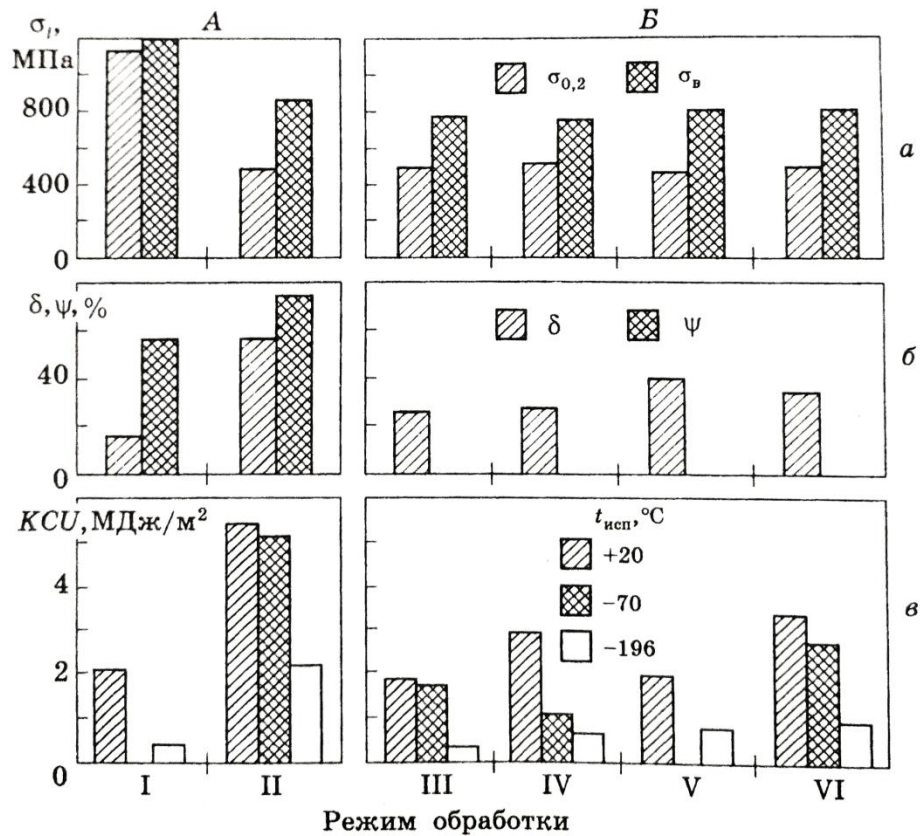 σᵢ, МПа
А
Б
σ₀,₂ σв
800
400
0
а
δ, ψ, %
δ ψ
40
0
б
KCU, МДж/м²
tисп, °С
+20
-70
-196
4
2
0
в
I II III IV V VI
Режим обработки